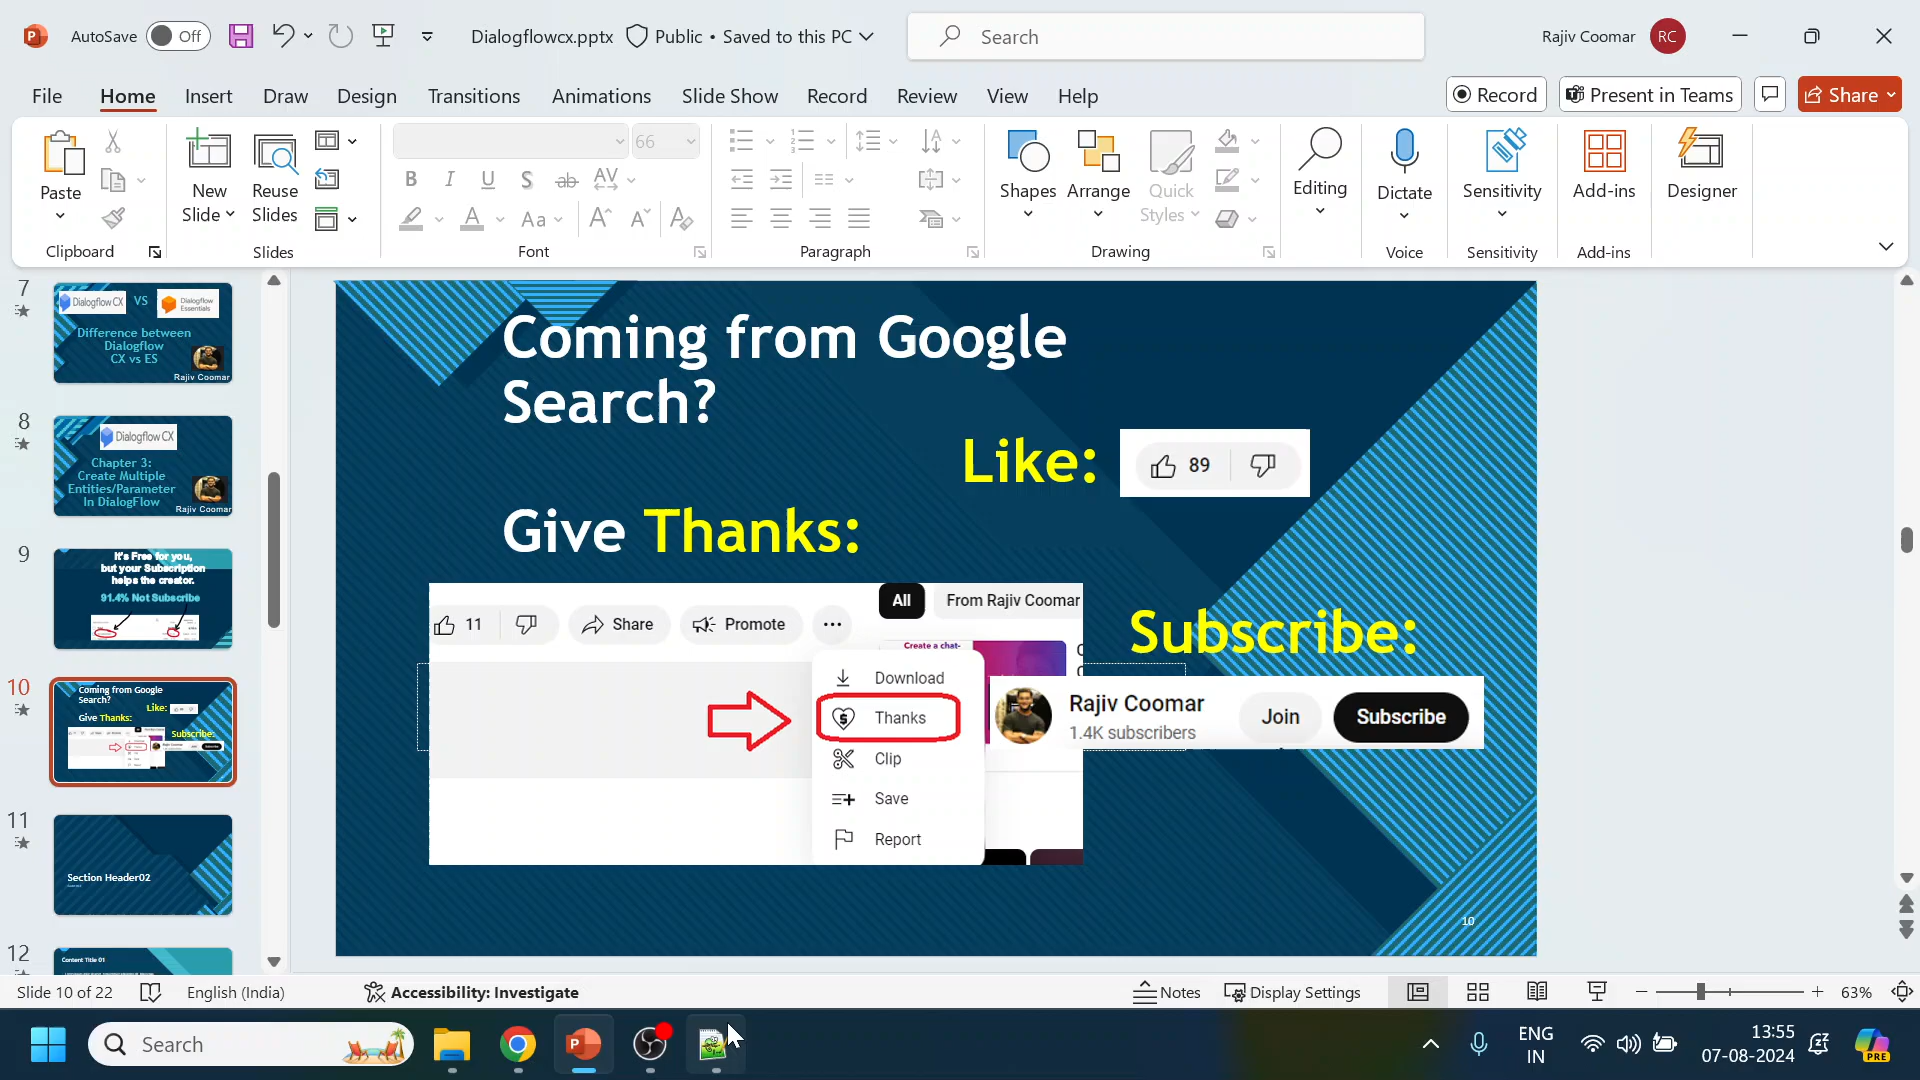 AutoSave Off
Dialogflowcx.pptx Public • Saved to this PC
Search
Rajiv Coomar RC
File Home Insert Draw Design Transitions Animations Slide Show Record Review View Help
Record Present in Teams Share
Paste
New
Slide
Reuse
Slides
66
Shapes Arrange Quick
Styles
Editing Dictate Sensitivity Add-ins Designer
Clipboard Slides Font Paragraph Drawing Voice Sensitivity Add-ins
7
Dialogflow CX VS Dialogflow
Essentials
Difference between
Dialogflow
CX vs ES
Rajiv Coomar
8
Dialogflow CX
Chapter 3:
Create Multiple
Entities/Parameter
In DialogFlow
Rajiv Coomar
9
It's Free for you,
but your Subscription
helps the creator.
91.4% Not Subscribe
10
Coming from Google
Search?
Like:
Give Thanks:
Subscribe:
11
Section Header02
12
Content Title 01
Coming from Google
Search?
Like: 89
Give Thanks:
11 Share Promote ...
All From Rajiv Coomar
Create a chat-
Download
Thanks
Clip
Save
Report
Subscribe:
Rajiv Coomar
1.4K subscribers
Join Subscribe
10
Slide 10 of 22 English (India) Accessibility: Investigate
Notes Display Settings 63%
Search
ENG
IN
13:55
07-08-2024
PRE